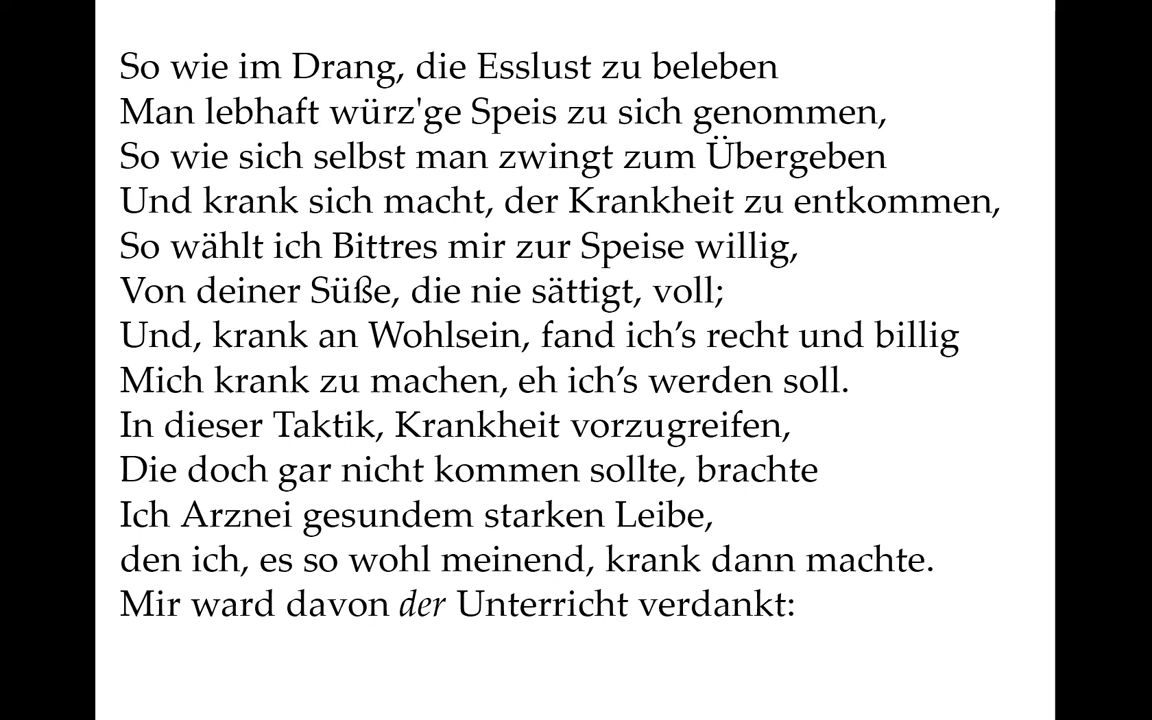 So wie im Drang, die Esslust zu beleben
Man lebhaft würz'ge Speis zu sich genommen,
So wie sich selbst man zwingt zum Übergeben
Und krank sich macht, der Krankheit zu entkommen,
So wählt ich Bittres mir zur Speise willig,
Von deiner Süße, die nie sättigt, voll;
Und, krank an Wohlsein, fand ich’s recht und billig
Mich krank zu machen, eh ich’s werden soll.
In dieser Taktik, Krankheit vorzugreifen,
Die doch gar nicht kommen sollte, brachte
Ich Arznei gesundem starken Leibe,
den ich, es so wohl meinend, krank dann machte.
Mir ward davon der Unterricht verdankt: